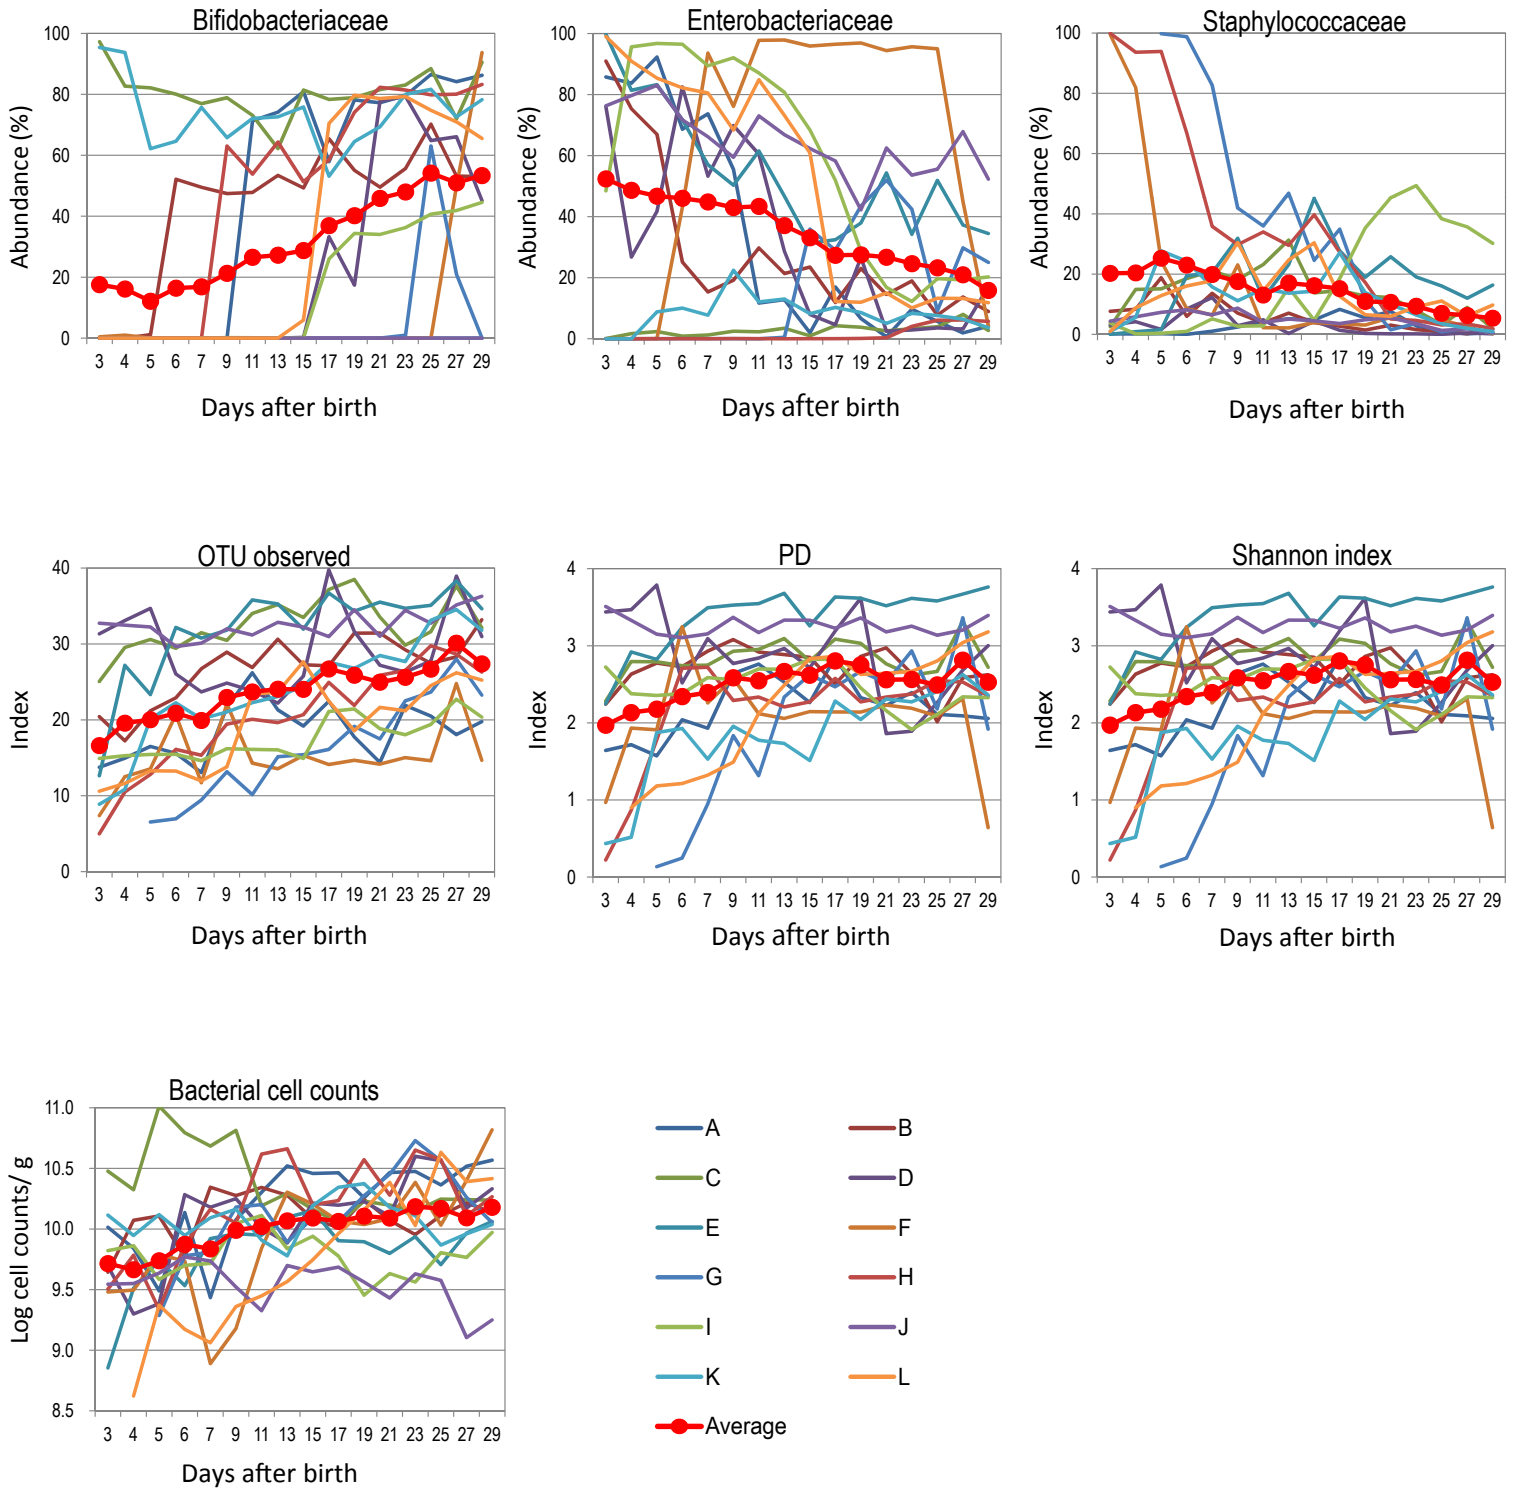 Bifidobacteriaceae
Enterobacteriaceae
Staphylococcaceae
Abundance (%)
100
80
60
40
20
0
3 4 5 6 7 9 11 13 15 17 19 21 23 25 27 29
Days after birth
Abundance (%)
100
80
60
40
20
0
3 4 5 6 7 9 11 13 15 17 19 21 23 25 27 29
Days after birth
Abundance (%)
100
80
60
40
20
0
3 4 5 6 7 9 11 13 15 17 19 21 23 25 27 29
Days after birth
OTU observed
PD
Shannon index
Index
40
30
20
10
0
3 4 5 6 7 9 11 13 15 17 19 21 23 25 27 29
Days after birth
Index
4
3
2
1
0
3 4 5 6 7 9 11 13 15 17 19 21 23 25 27 29
Days after birth
Index
4
3
2
1
0
3 4 5 6 7 9 11 13 15 17 19 21 23 25 27 29
Days after birth
Bacterial cell counts
Log cell counts/ g
11.0
10.5
10.0
9.5
9.0
8.5
3 4 5 6 7 9 11 13 15 17 19 21 23 25 27 29
Days after birth
A B
C D
E F
G H
I J
K L
Average